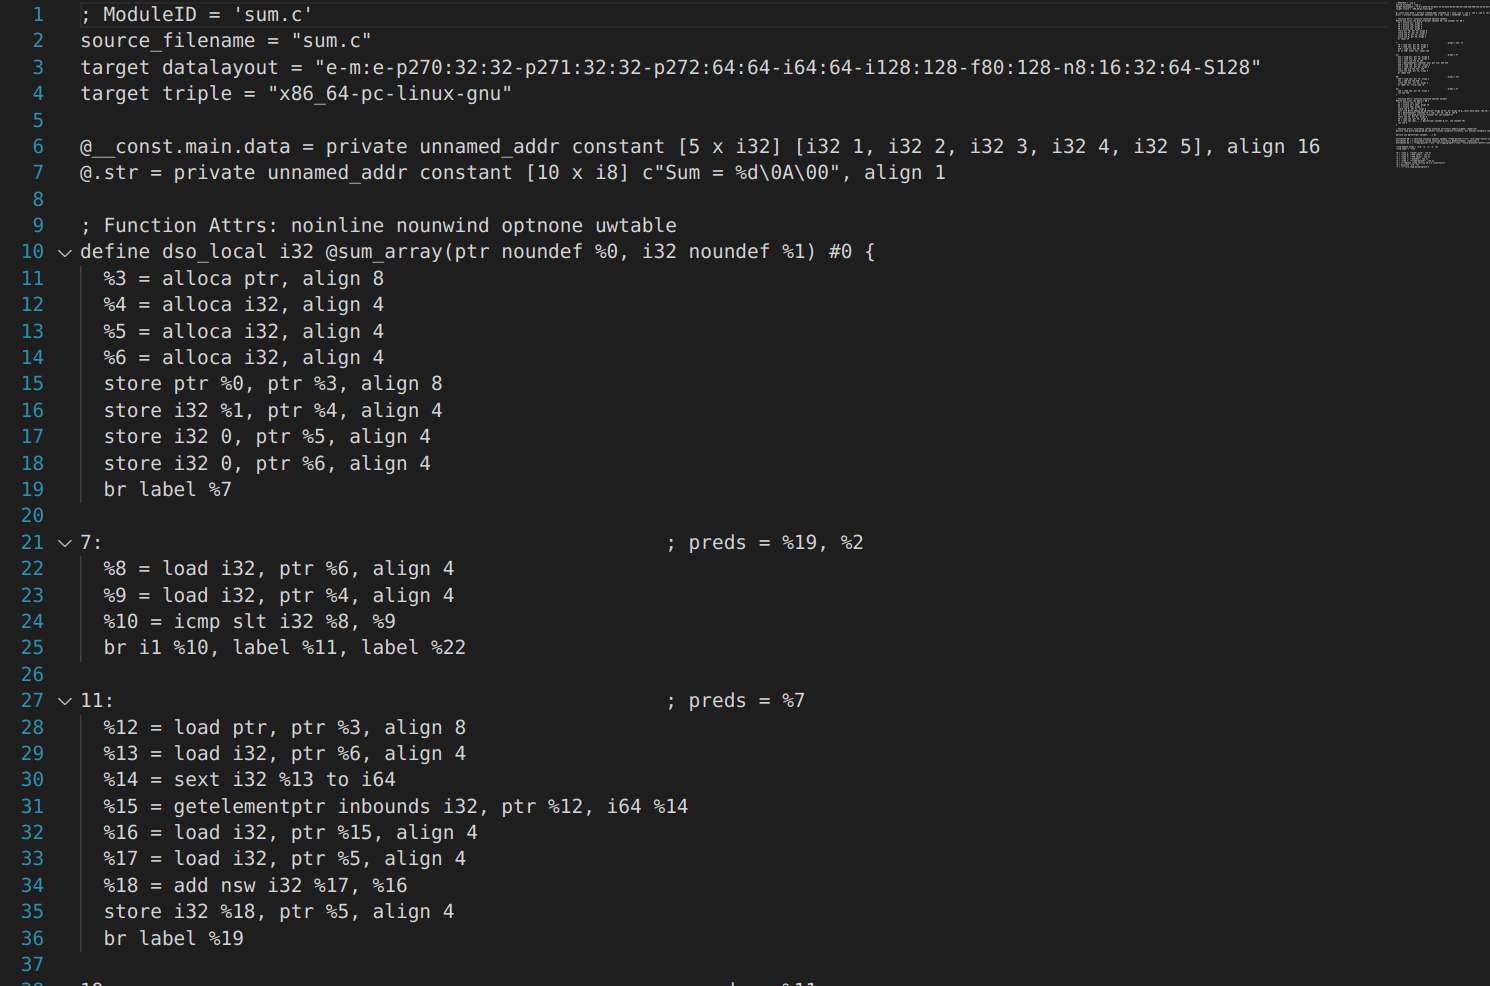 1 ; ModuleID = 'sum.c'
2 source_filename = "sum.c"
3 target datalayout = "e-m:e-p270:32:32-p271:32:32-p272:64:64-i64:64-i128:128-f80:128-n8:16:32:64-S128"
4 target triple = "x86_64-pc-linux-gnu"
5
6 @__const.main.data = private unnamed_addr constant [5 x i32] [i32 1, i32 2, i32 3, i32 4, i32 5], align 16
7 @.str = private unnamed_addr constant [10 x i8] c"Sum = %d\0A\00", align 1
8
9 ; Function Attrs: noinline nounwind optnone uwtable
10 define dso_local i32 @sum_array(ptr noundef %0, i32 noundef %1) #0 {
11   %3 = alloca ptr, align 8
12   %4 = alloca i32, align 4
13   %5 = alloca i32, align 4
14   %6 = alloca i32, align 4
15   store ptr %0, ptr %3, align 8
16   store i32 %1, ptr %4, align 4
17   store i32 0, ptr %5, align 4
18   store i32 0, ptr %6, align 4
19   br label %7
20
21 7:                                                ; preds = %19, %2
22   %8 = load i32, ptr %6, align 4
23   %9 = load i32, ptr %4, align 4
24   %10 = icmp slt i32 %8, %9
25   br i1 %10, label %11, label %22
26
27 11:                                               ; preds = %7
28   %12 = load ptr, ptr %3, align 8
29   %13 = load i32, ptr %6, align 4
30   %14 = sext i32 %13 to i64
31   %15 = getelementptr inbounds i32, ptr %12, i64 %14
32   %16 = load i32, ptr %15, align 4
33   %17 = load i32, ptr %5, align 4
34   %18 = add nsw i32 %17, %16
35   store i32 %18, ptr %5, align 4
36   br label %19
37